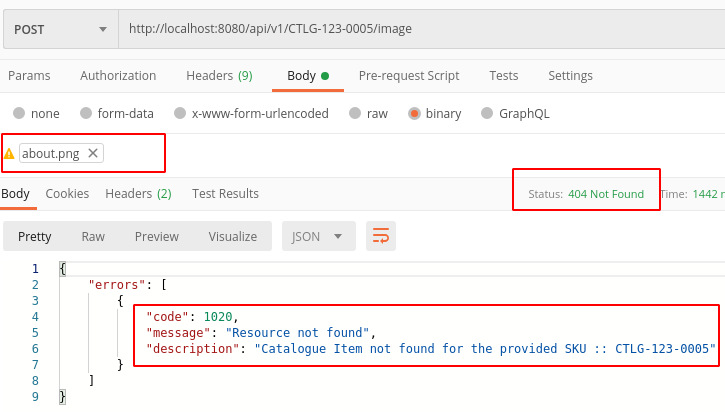 POST http://localhost:8080/api/v1/CTLG-123-0005/image
Params Authorization Headers (9) Body Pre-request Script Tests Settings
none form-data x-www-form-urlencoded raw binary GraphQL
about.png
Body Cookies Headers (2) Test Results Status: 404 Not Found Time: 1442
Pretty Raw Preview Visualize JSON
1 {
2 "errors": [
3 {
4 "code": 1020,
5 "message": "Resource not found",
6 "description": "Catalogue Item not found for the provided SKU :: CTLG-123-0005"
7 }
8 ]
9 }